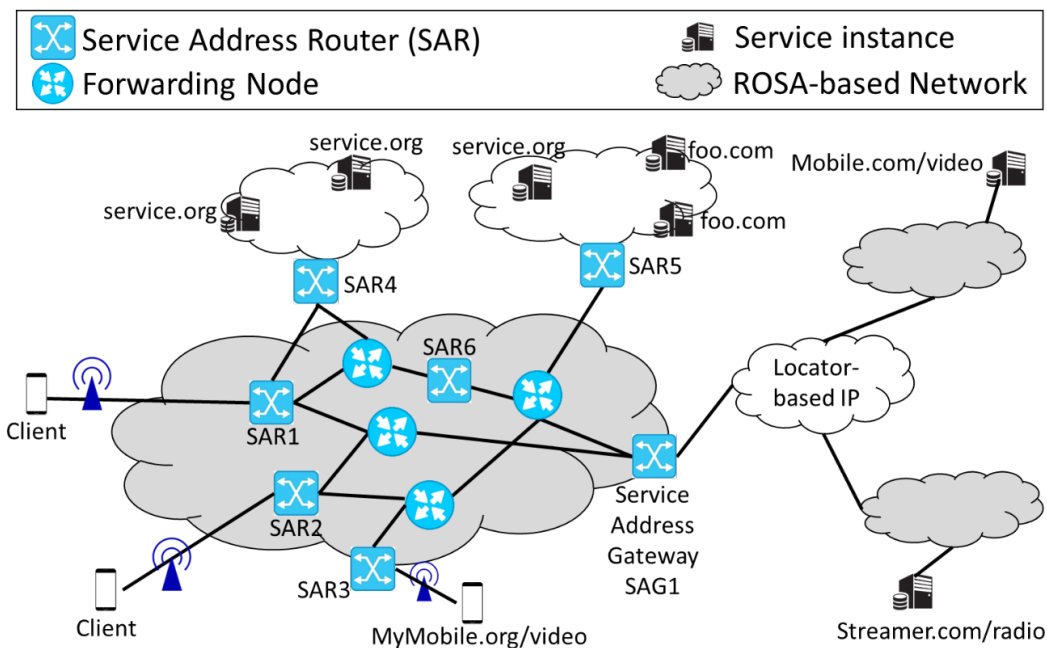 Service Address Router (SAR)
Service instance
Forwarding Node
ROSA-based Network
service.org
service.org
service.org
foo.com
foo.com
Mobile.com/video
SAR4
SAR5
SAR6
Locator-
based IP
Client
SAR1
SAR2
Service
Address
Gateway
SAG1
SAR3
Client
MyMobile.org/video
Streamer.com/radio